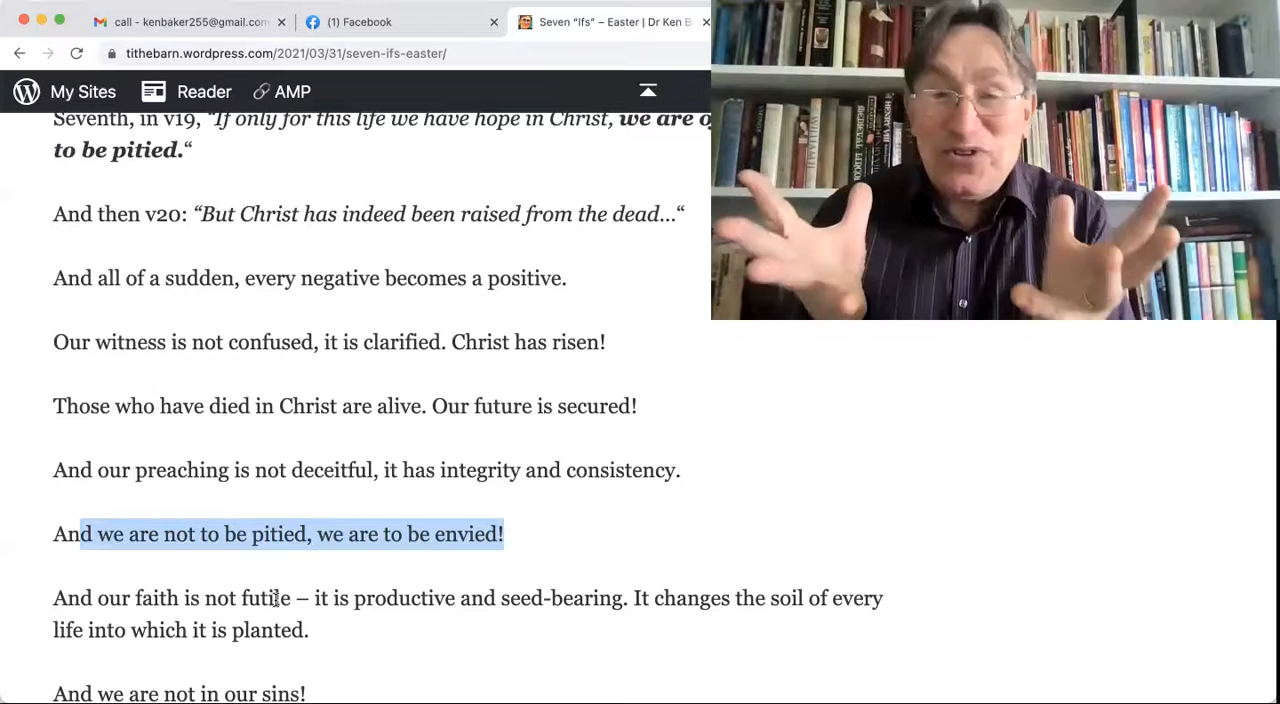 call - kenbaker255@gmail.com
(1) Facebook
Seven “Ifs” – Easter | Dr Ken B
tithebarn.wordpress.com/2021/03/31/seven-ifs-easter/
My Sites
Reader
AMP
Seventh, in v19, “If only for this life we have hope in Christ, we are
to be pitied.“
And then v20: “But Christ has indeed been raised from the dead…“
And all of a sudden, every negative becomes a positive.
Our witness is not confused, it is clarified. Christ has risen!
Those who have died in Christ are alive. Our future is secured!
And our preaching is not deceitful, it has integrity and consistency.
And we are not to be pitied, we are to be envied!
And our faith is not futile – it is productive and seed-bearing. It changes the soil of every
life into which it is planted.
And we are not in our sins!